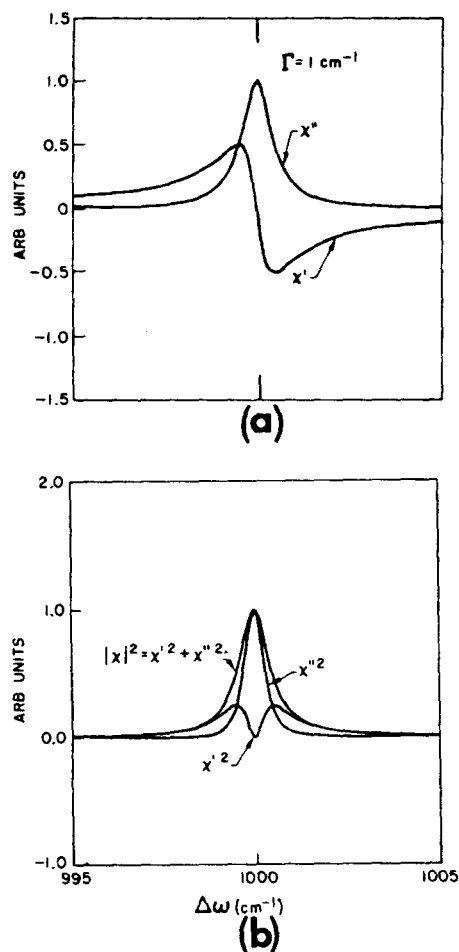 1.5
Γ = 1 cm⁻¹
1.0
χ"
0.5
ARB UNITS
0
-0.5
χ'
-1.0
-1.5
(a)
2.0
ARB UNITS
1.0
|χ|² = χ'² + χ"²
χ"²
0.0
χ'²
-1.0
995 1000 1005
Δω (cm⁻¹)
(b)